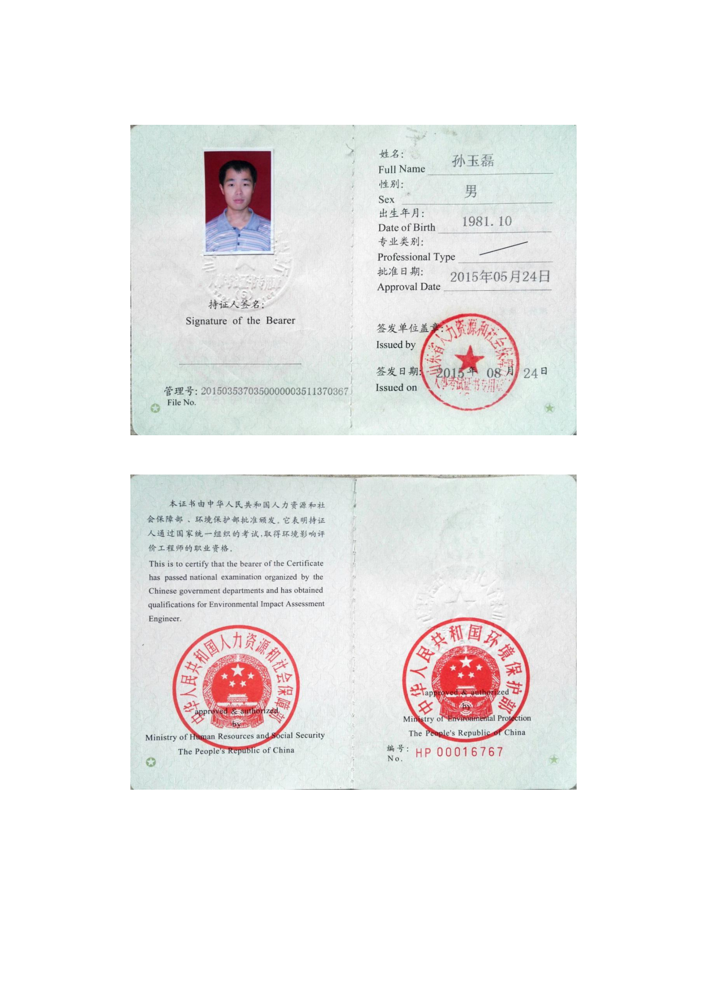 持证人签名:
Signature of the Bearer
管理号: 2015035370350000003511370367
File No.
姓名: 孙玉磊
Full Name
性别: 男
Sex
出生年月: 1981.10
Date of Birth
专业类别:
Professional Type
批准日期: 2015年05月24日
Approval Date
签发单位盖章:
Issued by
山东省人力资源和社会保障厅
人事考试证书专用章
签发日期: 2015年 08月 24日
Issued on
本证书由中华人民共和国人力资源和社
会保障部、环境保护部批准颁发。它表明持证
人通过国家统一组织的考试,取得环境影响评
价工程师的职业资格。
This is to certify that the bearer of the Certificate
has passed national examination organized by the
Chinese government departments and has obtained
qualifications for Environmental Impact Assessment
Engineer.
中华人民共和国人力资源和社会保障部
approved & authorized
by
Ministry of Human Resources and Social Security
The People's Republic of China
中华人民共和国环境保护部
approved & authorized
by
Ministry of Environmental Protection
The People's Republic of China
编号: HP 00016767
No.